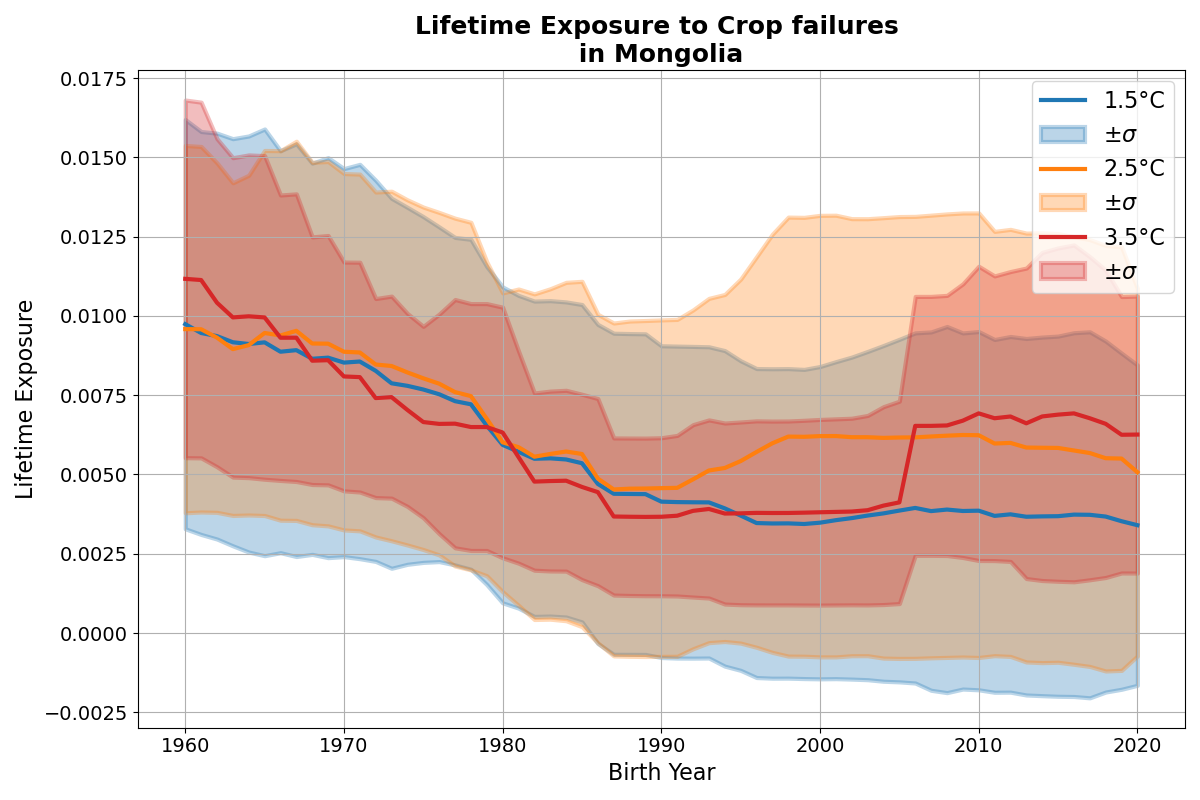 Lifetime Exposure to Crop failures
in Mongolia
Lifetime Exposure
0.0175
0.0150
0.0125
0.0100
0.0075
0.0050
0.0025
0.0000
−0.0025
1.5°C
±σ
2.5°C
±σ
3.5°C
±σ
1960
1970
1980
1990
2000
2010
2020
Birth Year